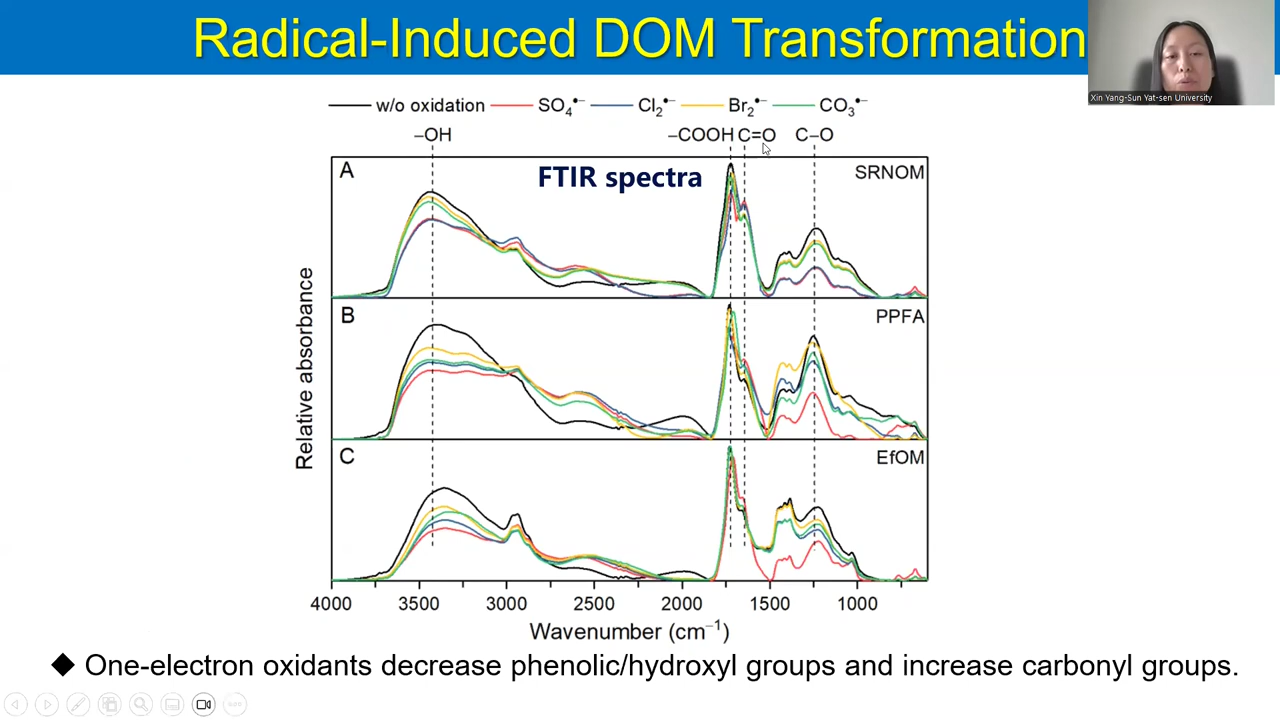 Radical-Induced DOM Transformation
Xin Yang-Sun Yat-sen University
w/o oxidation SO4•− Cl2•− Br2•− CO3•−
–OH –COOH C=O C–O
A FTIR spectra SRNOM
B PPFA
C EfOM
Relative absorbance
4000 3500 3000 2500 2000 1500 1000
Wavenumber (cm−1)
◆ One-electron oxidants decrease phenolic/hydroxyl groups and increase carbonyl groups.